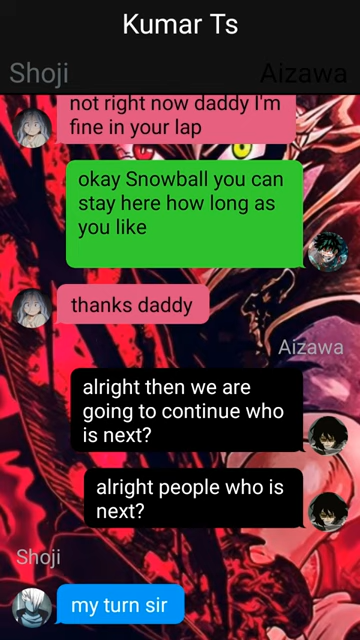 Kumar Ts
Shoji
Aizawa
not right now daddy I'm
fine in your lap
okay Snowball you can
stay here how long as
you like
thanks daddy
Aizawa
alright then we are
going to continue who
is next?
alright people who is
next?
Shoji
my turn sir